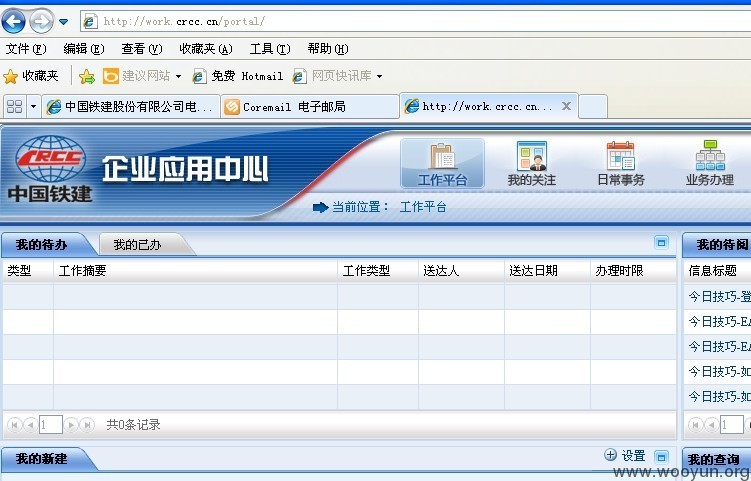 http://work.crcc.cn/portal/
文件(F) 编辑(E) 查看(V) 收藏夹(A) 工具(T) 帮助(H)
收藏夹 建议网站 免费 Hotmail 网页快讯库
中国铁建股份有限公司电... Coremail 电子邮局 http://work.crcc.cn...
CRCC
中国铁建
企业应用中心
工作平台 我的关注 日常事务 业务办理
当前位置： 工作平台
我的待办 我的已办 我的待阅
类型 工作摘要 工作类型 送达人 送达日期 办理时限 信息标题
今日技巧-登
今日技巧-EA
今日技巧-EA
今日技巧-如
今日技巧-如
1 共0条记录 1
我的新建 设置 我的查询
www.wooyun.org